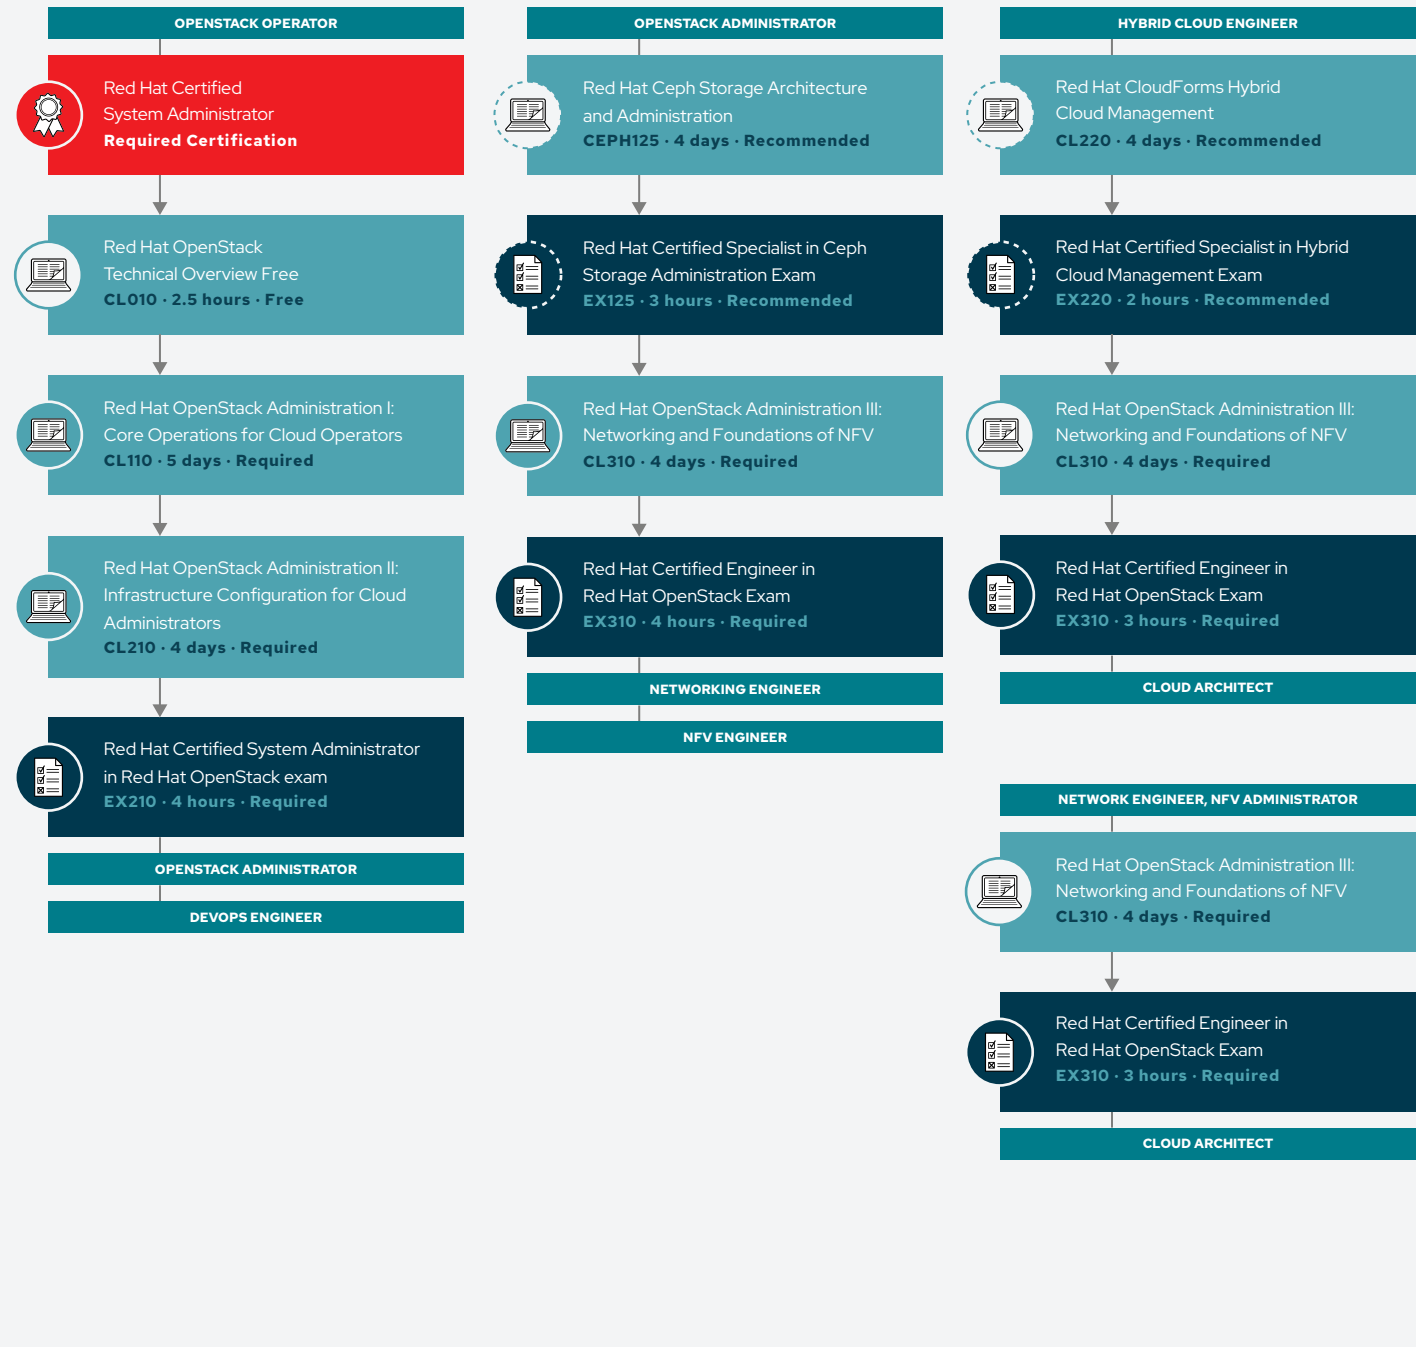 OPENSTACK OPERATOR
Red Hat Certified
System Administrator
Required Certification
Red Hat OpenStack
Technical Overview Free
CL010 · 2.5 hours · Free
Red Hat OpenStack Administration I:
Core Operations for Cloud Operators
CL110 · 5 days · Required
Red Hat OpenStack Administration II:
Infrastructure Configuration for Cloud
Administrators
CL210 · 4 days · Required
Red Hat Certified System Administrator
in Red Hat OpenStack exam
EX210 · 4 hours · Required
OPENSTACK ADMINISTRATOR
DEVOPS ENGINEER
OPENSTACK ADMINISTRATOR
Red Hat Ceph Storage Architecture
and Administration
CEPH125 · 4 days · Recommended
Red Hat Certified Specialist in Ceph
Storage Administration Exam
EX125 · 3 hours · Recommended
Red Hat OpenStack Administration III:
Networking and Foundations of NFV
CL310 · 4 days · Required
Red Hat Certified Engineer in
Red Hat OpenStack Exam
EX310 · 4 hours · Required
NETWORKING ENGINEER
NFV ENGINEER
HYBRID CLOUD ENGINEER
Red Hat CloudForms Hybrid
Cloud Management
CL220 · 4 days · Recommended
Red Hat Certified Specialist in Hybrid
Cloud Management Exam
EX220 · 2 hours · Recommended
Red Hat OpenStack Administration III:
Networking and Foundations of NFV
CL310 · 4 days · Required
Red Hat Certified Engineer in
Red Hat OpenStack Exam
EX310 · 3 hours · Required
CLOUD ARCHITECT
NETWORK ENGINEER, NFV ADMINISTRATOR
Red Hat OpenStack Administration III:
Networking and Foundations of NFV
CL310 · 4 days · Required
Red Hat Certified Engineer in
Red Hat OpenStack Exam
EX310 · 3 hours · Required
CLOUD ARCHITECT